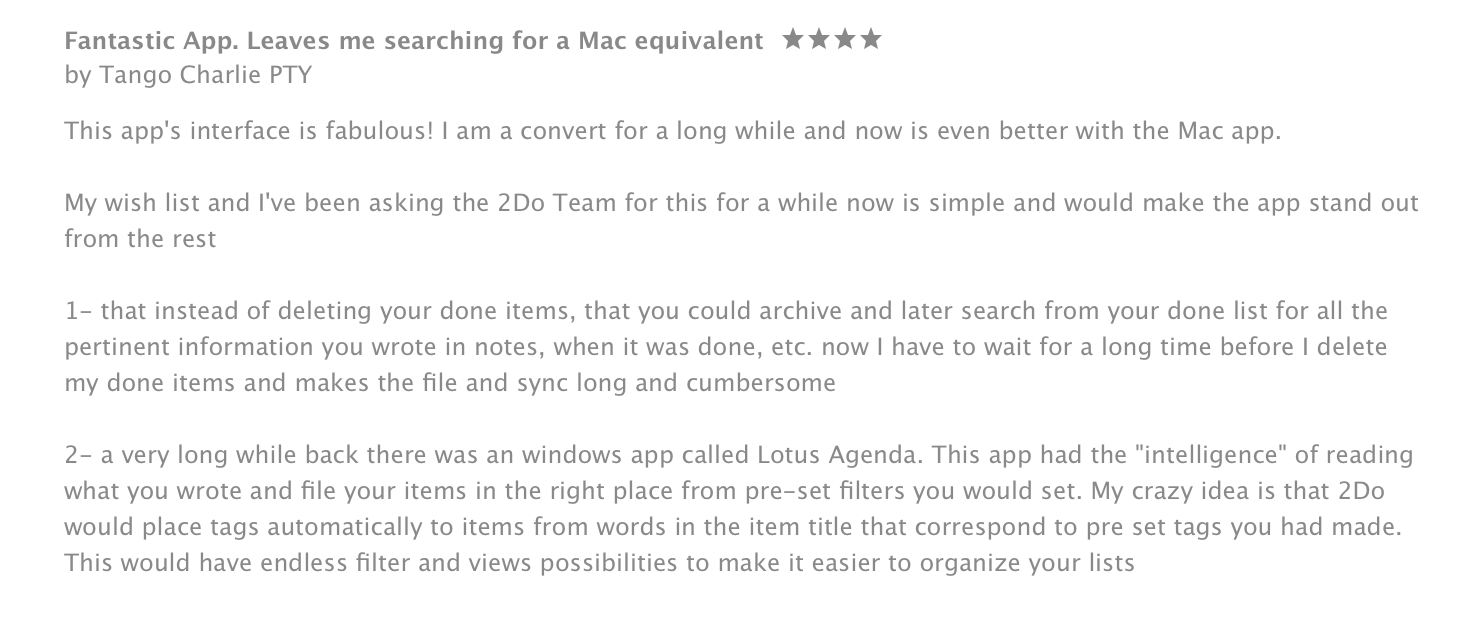 Fantastic App. Leaves me searching for a Mac equivalent ★★★★
by Tango Charlie PTY
This app's interface is fabulous! I am a convert for a long while and now is even better with the Mac app.
My wish list and I've been asking the 2Do Team for this for a while now is simple and would make the app stand out
from the rest
1- that instead of deleting your done items, that you could archive and later search from your done list for all the
pertinent information you wrote in notes, when it was done, etc. now I have to wait for a long time before I delete
my done items and makes the file and sync long and cumbersome
2- a very long while back there was an windows app called Lotus Agenda. This app had the "intelligence" of reading
what you wrote and file your items in the right place from pre-set filters you would set. My crazy idea is that 2Do
would place tags automatically to items from words in the item title that correspond to pre set tags you had made.
This would have endless filter and views possibilities to make it easier to organize your lists